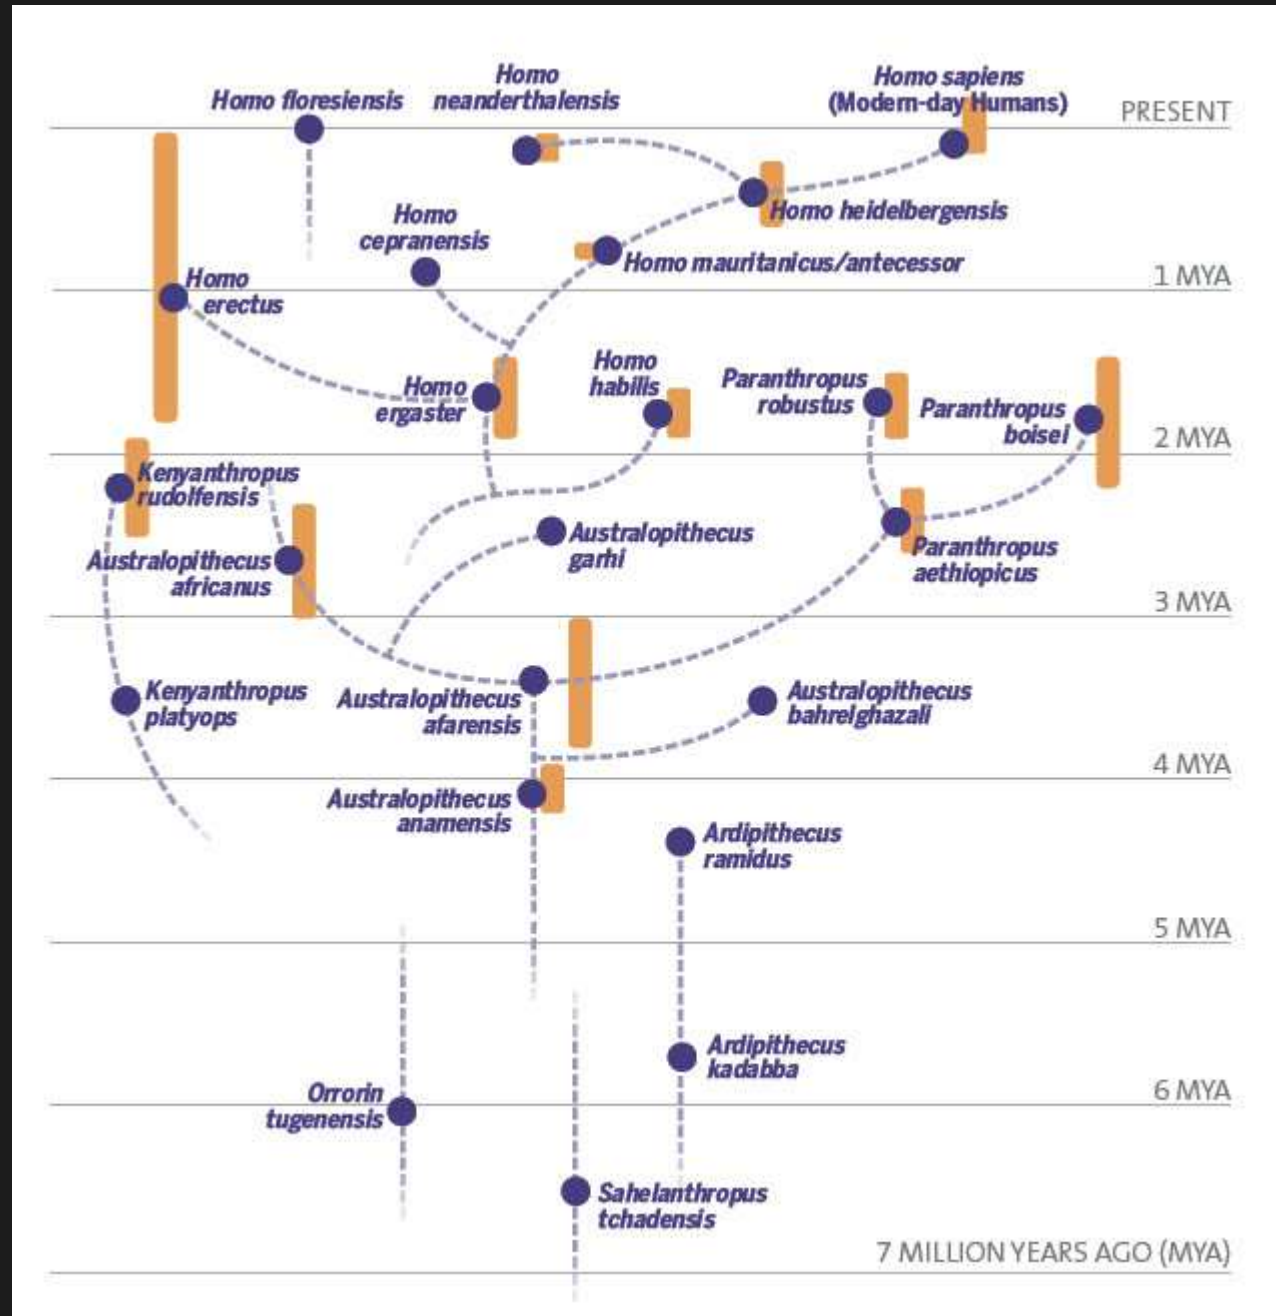 Homo floresiensis
Homo
neanderthalensis
Homo sapiens
(Modern-day Humans)
PRESENT
Homo heidelbergensis
Homo
cepranensis
Homo mauritanicus/antecessor
1 MYA
Homo
erectus
Homo
ergaster
Homo
habilis
Paranthropus
robustus
Paranthropus
boisei
2 MYA
Kenyanthropus
rudolfensis
Australopithecus
africanus
Australopithecus
garhi
Paranthropus
aethiopicus
3 MYA
Kenyanthropus
platyops
Australopithecus
afarensis
Australopithecus
bahrelghazali
4 MYA
Australopithecus
anamensis
Ardipithecus
ramidus
5 MYA
Ardipithecus
kadabba
Orrorin
tugenensis
6 MYA
Sahelanthropus
tchadensis
7 MILLION YEARS AGO (MYA)